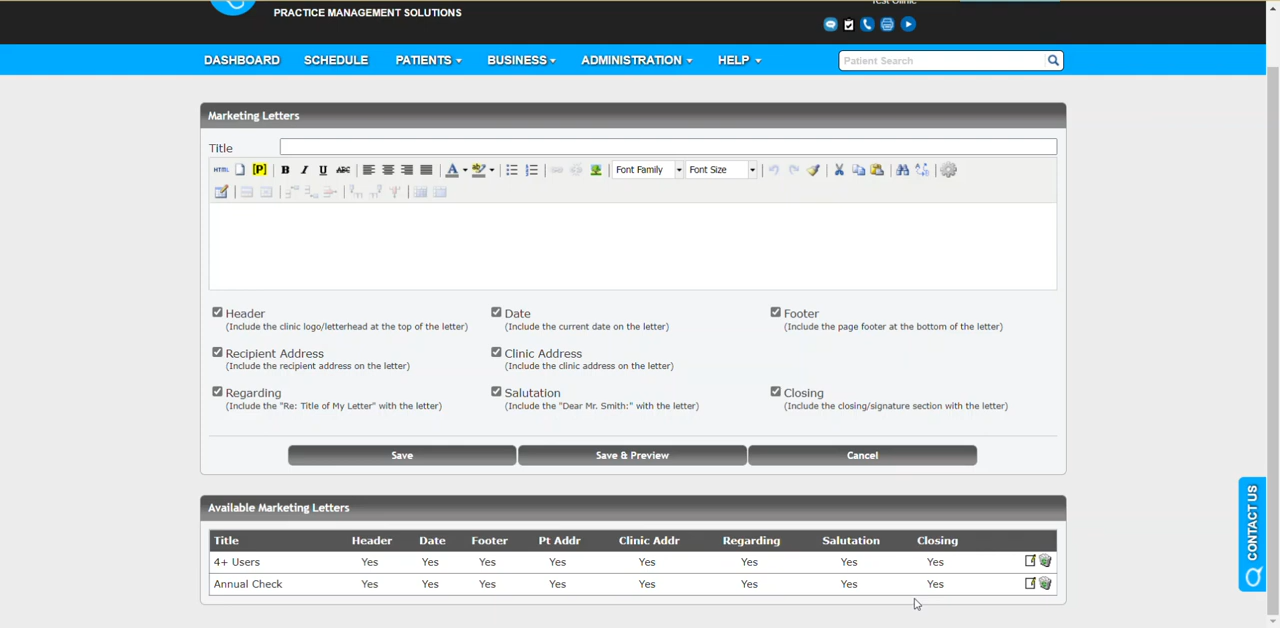 Test Clinic
PRACTICE MANAGEMENT SOLUTIONS
DASHBOARD SCHEDULE PATIENTS BUSINESS ADMINISTRATION HELP Patient Search
Marketing Letters
Title
HTML [P] B I U ABC A ab Font Family Font Size
Header Date Footer
(Include the clinic logo/letterhead at the top of the letter) (Include the current date on the letter) (Include the page footer at the bottom of the letter)
Recipient Address Clinic Address
(Include the recipient address on the letter) (Include the clinic address on the letter)
Regarding Salutation Closing
(Include the "Re: Title of My Letter" with the letter) (Include the "Dear Mr. Smith:" with the letter) (Include the closing/signature section with the letter)
Save Save & Preview Cancel
CONTACT US
Available Marketing Letters
Title Header Date Footer Pt Addr Clinic Addr Regarding Salutation Closing
4+ Users Yes Yes Yes Yes Yes Yes Yes Yes
Annual Check Yes Yes Yes Yes Yes Yes Yes Yes